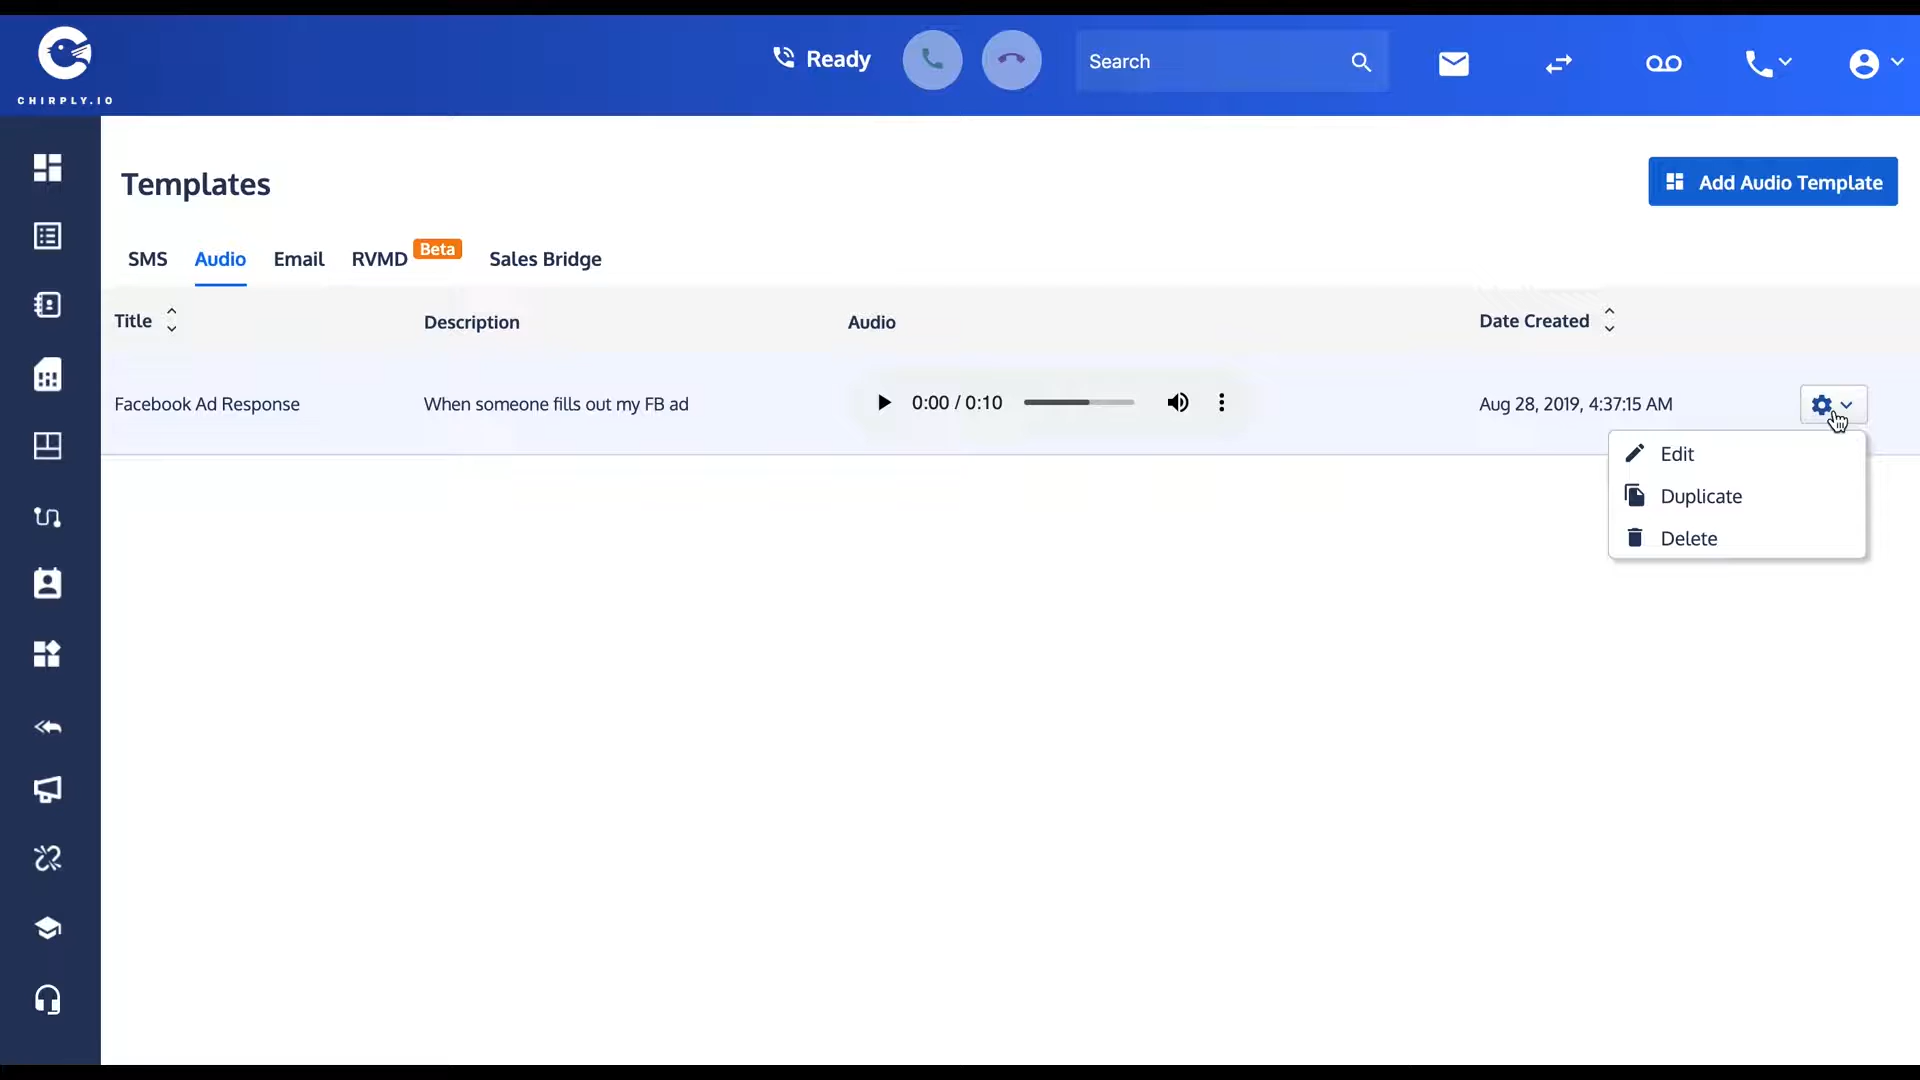 CHIRPLY.IO
Ready
Search
Templates
Add Audio Template
SMS Audio Email RVMD Beta Sales Bridge
Title Description Audio Date Created
Facebook Ad Response When someone fills out my FB ad 0:00 / 0:10 Aug 28, 2019, 4:37:15 AM
Edit
Duplicate
Delete